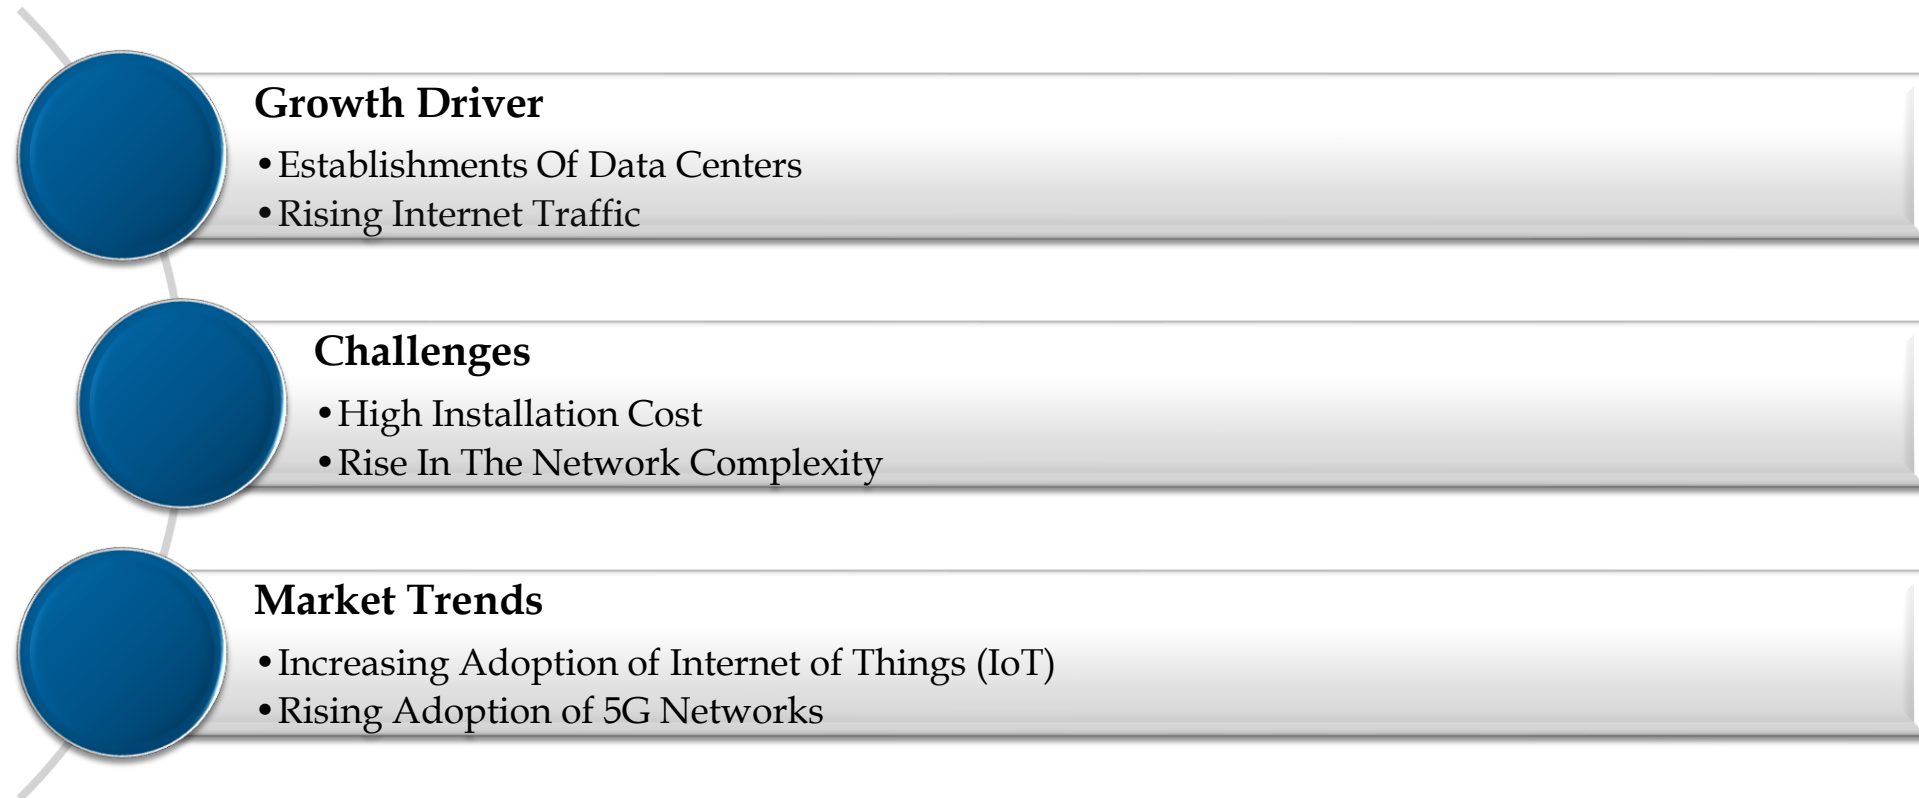 Growth Driver
•Establishments Of Data Centers
•Rising Internet Traffic
Challenges
•High Installation Cost
•Rise In The Network Complexity
Market Trends
•Increasing Adoption of Internet of Things (IoT)
•Rising Adoption of 5G Networks